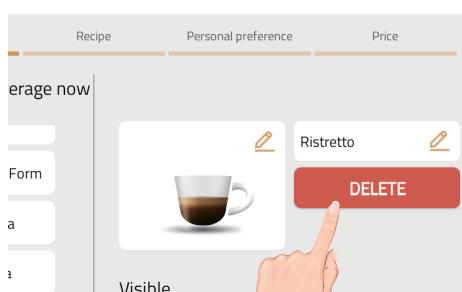 Recipe Personal preference Price
erage now
Ristretto
Form
DELETE
a
a
Visible